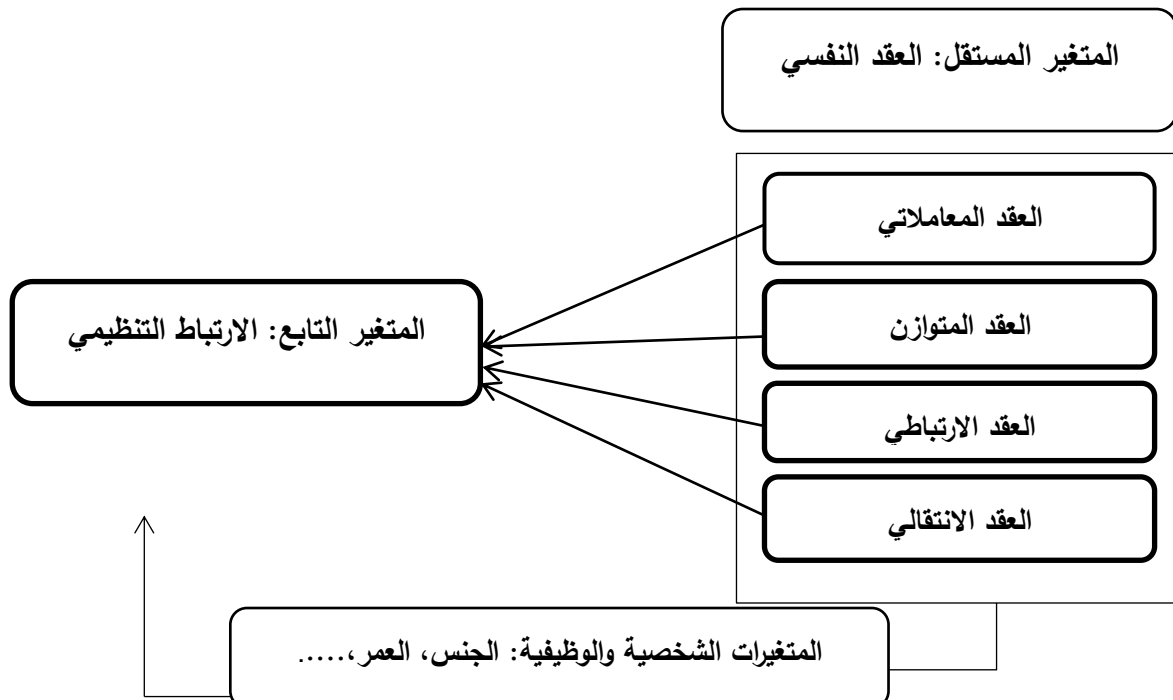 المتغير المستقل: العقد النفسي
العقد المعاملاتي
العقد المتوازن
المتغير التابع: الارتباط التنظيمي
العقد الارتباطي
العقد الانتقالي
المتغيرات الشخصية والوظيفية: الجنس، العمر،.....